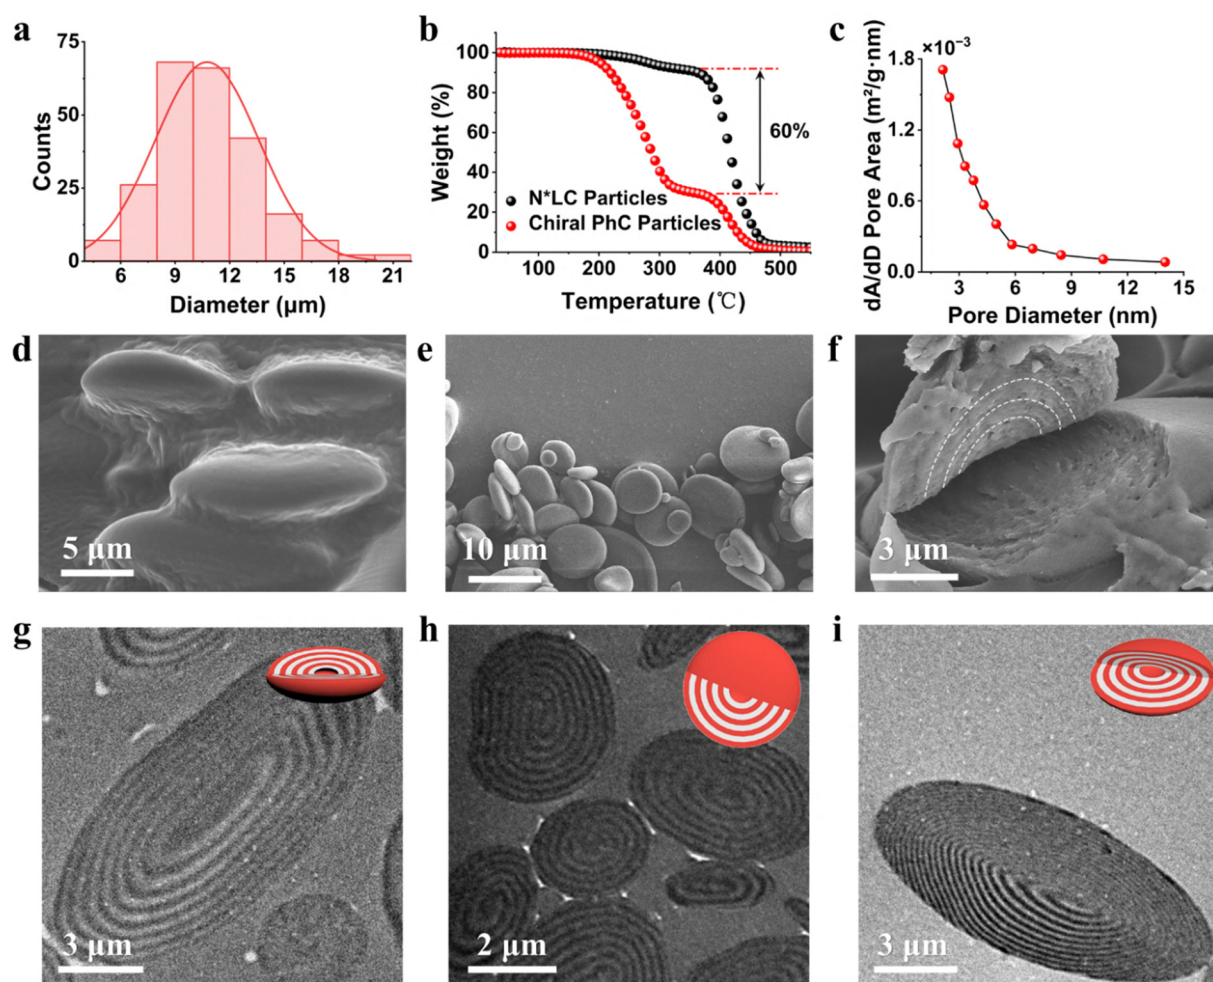 a
75
50
25
0
Counts
6
9
12
15
18
21
Diameter (μm)
b
100
80
60
40
20
0
Weight (%)
60%
N*LC Particles
Chiral PhC Particles
100
200
300
400
500
Temperature (℃)
c
×10⁻³
1.8
1.2
0.6
0.0
dA/dD Pore Area (m²/g·nm)
3
6
9
12
15
Pore Diameter (nm)
d
5 μm
e
10 μm
f
3 μm
g
3 μm
h
2 μm
i
3 μm